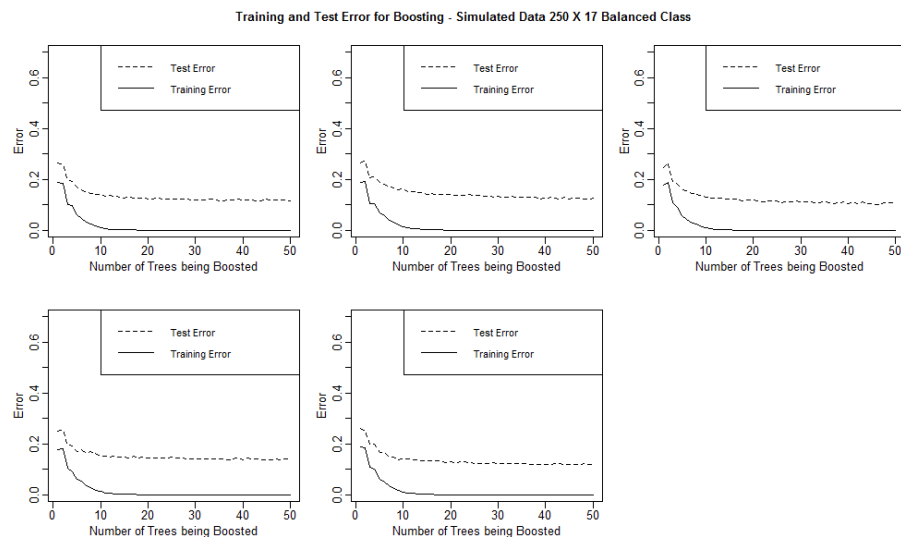 Training and Test Error for Boosting - Simulated Data 250 X 17 Balanced Class
Test Error
Training Error
Error
0.0 0.2 0.4 0.6
0 10 20 30 40 50
Number of Trees being Boosted
Test Error
Training Error
Error
0.0 0.2 0.4 0.6
0 10 20 30 40 50
Number of Trees being Boosted
Test Error
Training Error
Error
0.0 0.2 0.4 0.6
0 10 20 30 40 50
Number of Trees being Boosted
Test Error
Training Error
Error
0.0 0.2 0.4 0.6
0 10 20 30 40 50
Number of Trees being Boosted
Test Error
Training Error
Error
0.0 0.2 0.4 0.6
0 10 20 30 40 50
Number of Trees being Boosted